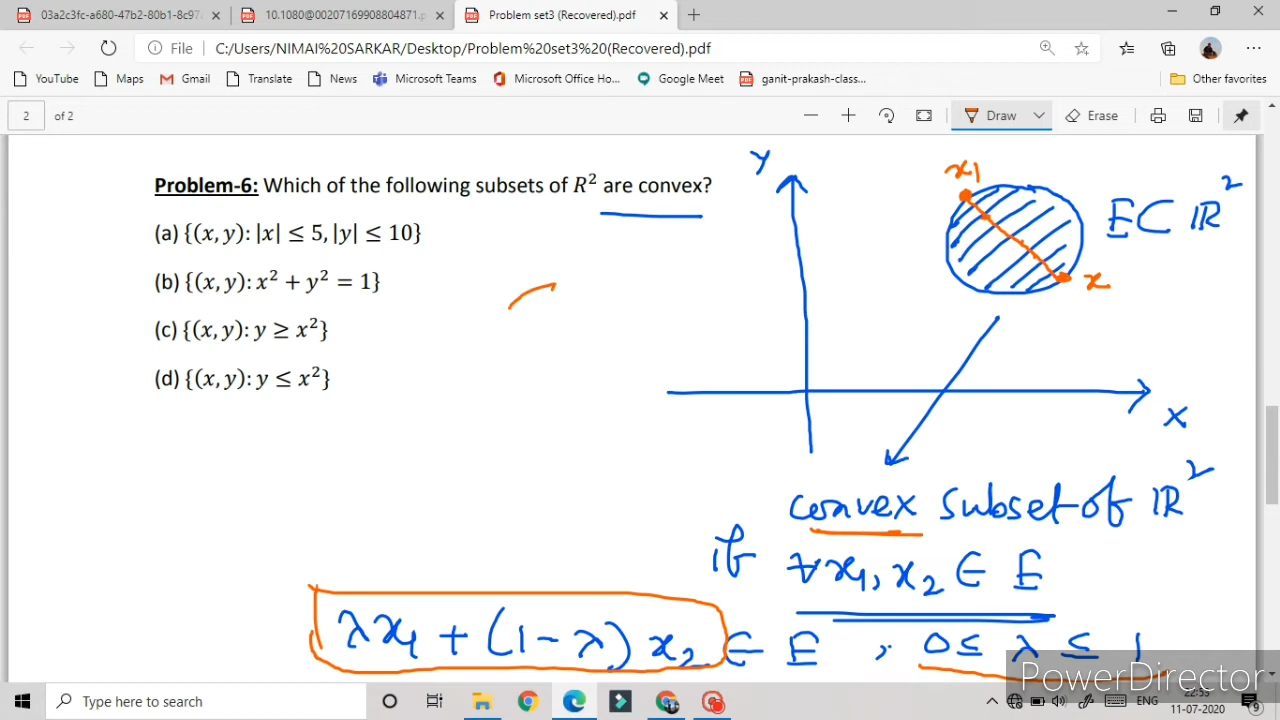 03a2c3fc-a680-47b2-80b1-8c97
10.1080@00207169908804871.p
Problem set3 (Recovered).pdf
File C:/Users/NIMAI%20SARKAR/Desktop/Problem%20set3%20(Recovered).pdf
YouTube Maps Gmail Translate News Microsoft Teams Microsoft Office Ho... Google Meet ganit-prakash-class... Other favorites
2 of 2 Draw Erase
Problem-6: Which of the following subsets of R² are convex?
(a) {(x, y): |x| ≤ 5, |y| ≤ 10}
(b) {(x, y): x² + y² = 1}
(c) {(x, y): y ≥ x²}
(d) {(x, y): y ≤ x²}
y
x1
E ⊂ ℝ²
x
x
convex subset of ℝ²
if ∀ x₁, x₂ ∈ E
λx₁ + (1-λ) x₂ ∈ E , 0 ≤ λ ≤ 1
PowerDirector
Type here to search
ENG
11-07-2020
9